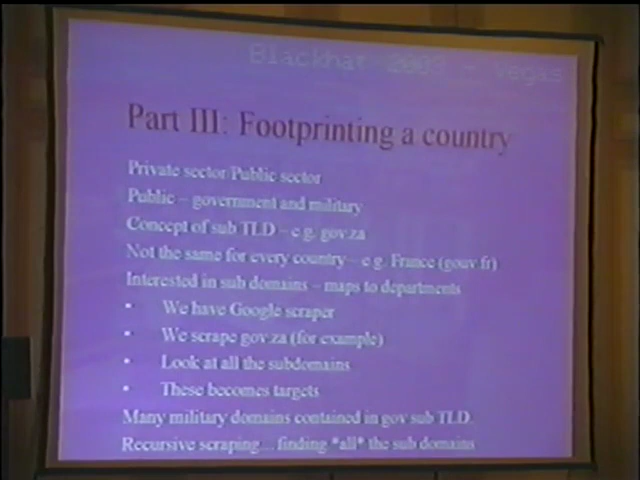 Blackhat 2003 - Vegas
Part III: Footprinting a country
Private sector/Public sector
Public – government and military
Concept of sub TLD – e.g. gov.za
Not the same for every country – e.g. France (gouv.fr)
Interested in sub domains – maps to departments
• We have Google scraper
• We scrape gov.za (for example)
• Look at all the subdomains
• These becomes targets
Many military domains contained in gov sub TLD.
Recursive scraping... finding *all* the sub domains